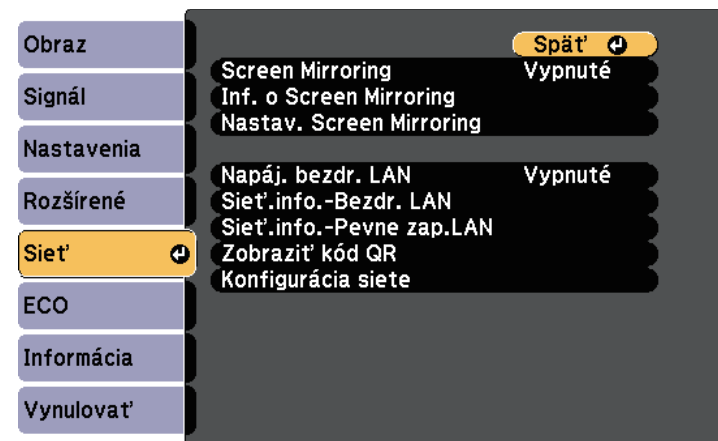 Obraz
Signál
Nastavenia
Rozšírené
Sieť
ECO
Informácia
Vynulovať
Späť
Screen Mirroring Vypnuté
Inf. o Screen Mirroring
Nastav. Screen Mirroring
Napáj. bezdr. LAN Vypnuté
Sieť.info.-Bezdr. LAN
Sieť.info.-Pevne zap.LAN
Zobraziť kód QR
Konfigurácia siete